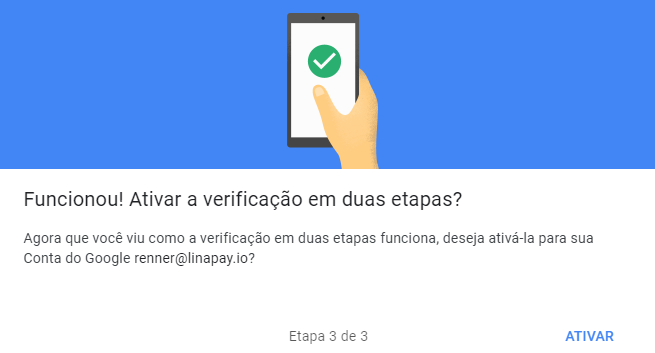 Funcionou! Ativar a verificação em duas etapas?
Agora que você viu como a verificação em duas etapas funciona, deseja ativá-la para sua
Conta do Google renner@linapay.io?
Etapa 3 de 3
ATIVAR